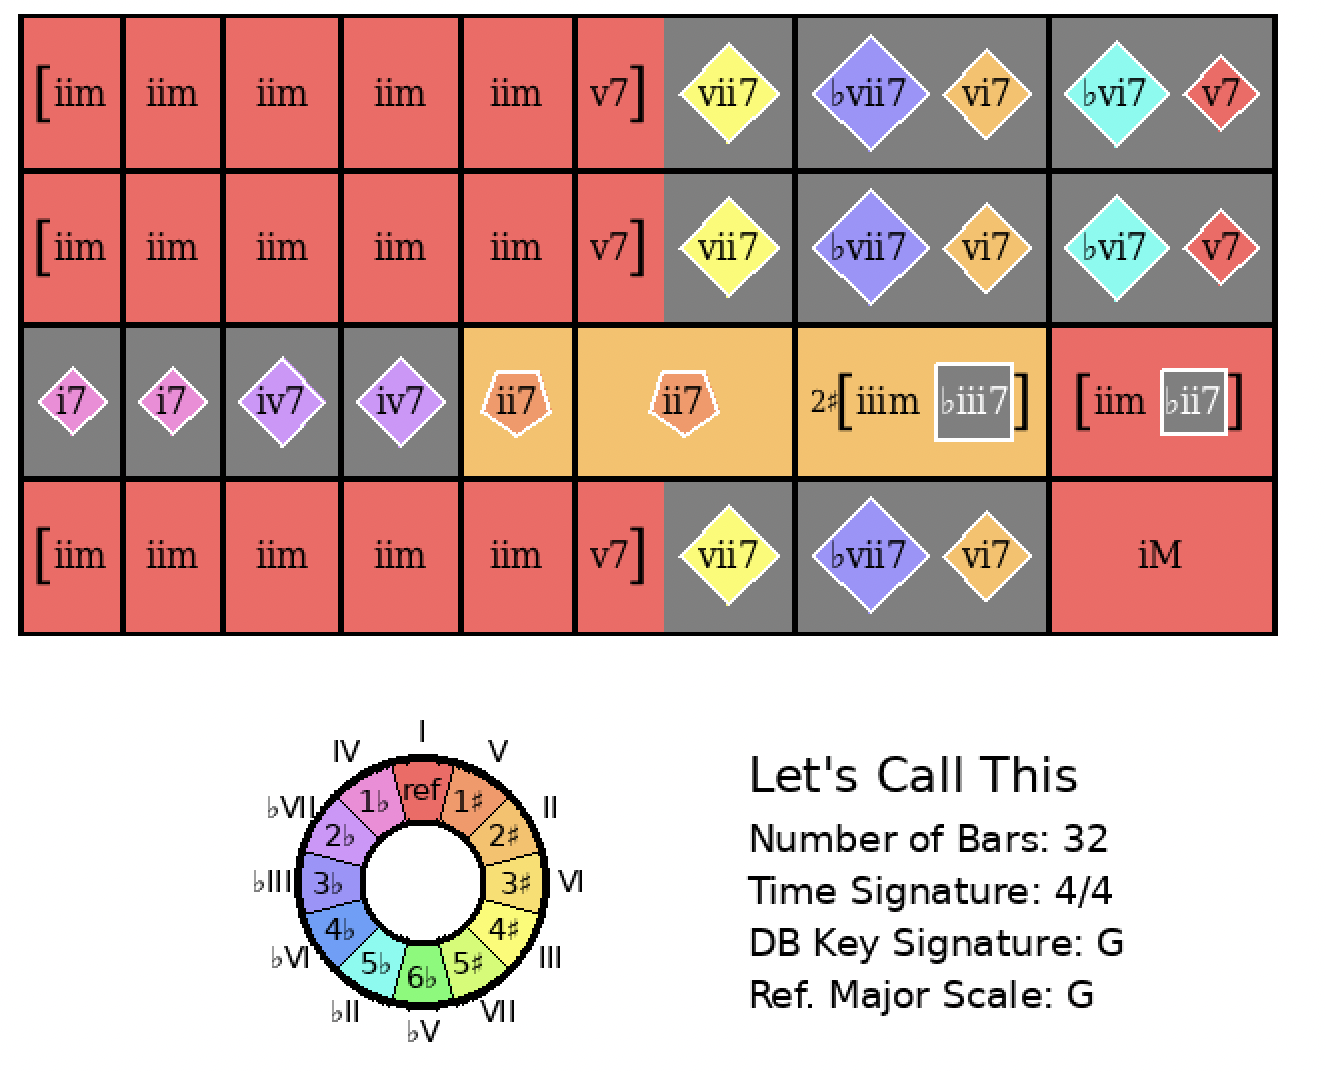 [iim iim iim iim iim v7] vii7 ♭vii7 vi7 ♭vi7 v7
[iim iim iim iim iim v7] vii7 ♭vii7 vi7 ♭vi7 v7
i7 i7 iv7 iv7 ii7 ii7 2♯[iiim ♭iii7] [iim ♭ii7]
[iim iim iim iim iim v7] vii7 ♭vii7 vi7 iM
I
IV V
♭VII II
♭III VI
♭VI III
♭II VII
♭V
ref
1♭ 1♯
2♭ 2♯
3♭ 3♯
4♭ 4♯
5♭ 5♯
6♭
Let's Call This
Number of Bars: 32
Time Signature: 4/4
DB Key Signature: G
Ref. Major Scale: G